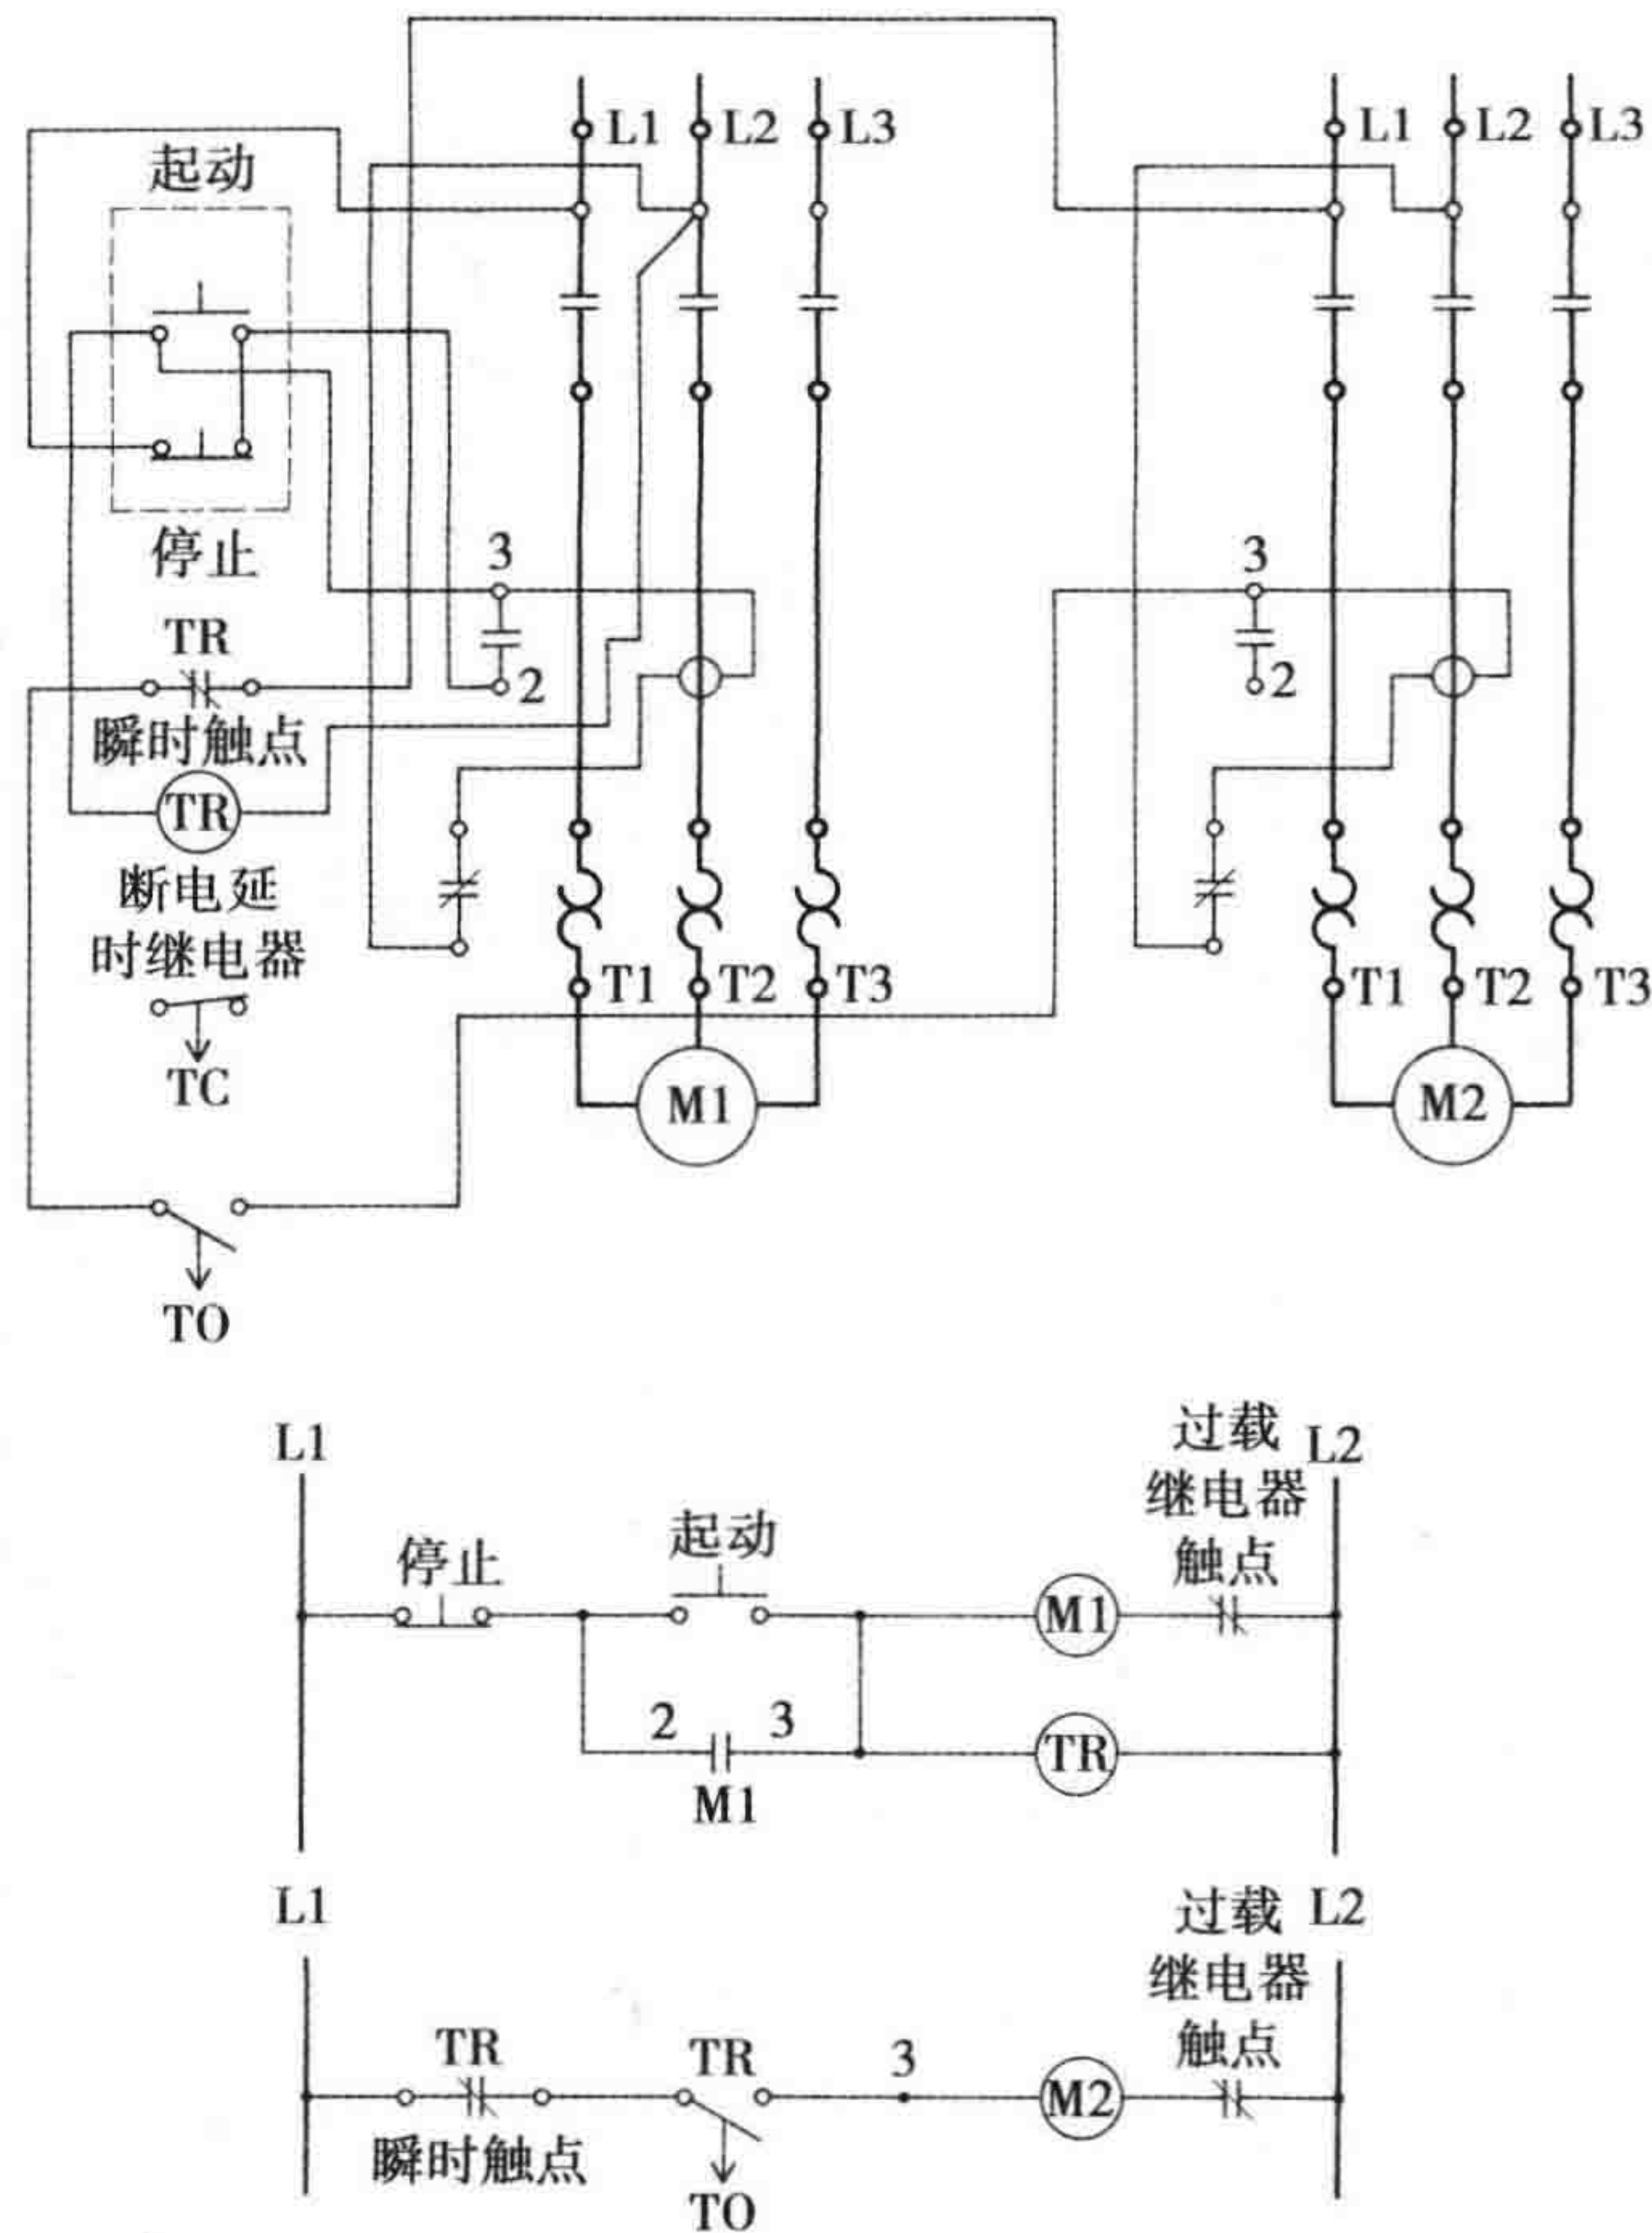 L1 L2 L3 L1 L2 L3
起动
停止
3 3
TR
2 2
瞬时触点
TR
断电延
时继电器
T1 T2 T3 T1 T2 T3
TC
M1 M2
TO
过载
L1 L2
继电器
起动
停止 触点
M1
2 3
TR
M1
过载
L1 L2
继电器
TR TR 3 触点
M2
瞬时触点
TO